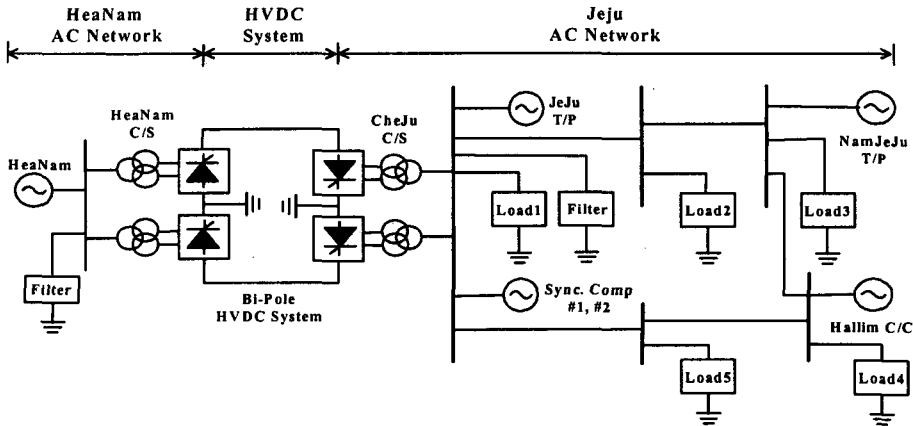 HeaNam
AC Network
HVDC
System
Jeju
AC Network
HeaNam
C/S
CheJu
C/S
JeJu
T/P
NamJeJu
T/P
HeaNam
Load1
Filter
Load2
Load3
Filter
Bi-Pole
HVDC System
Sync. Comp
#1, #2
Hallim C/C
Load5
Load4